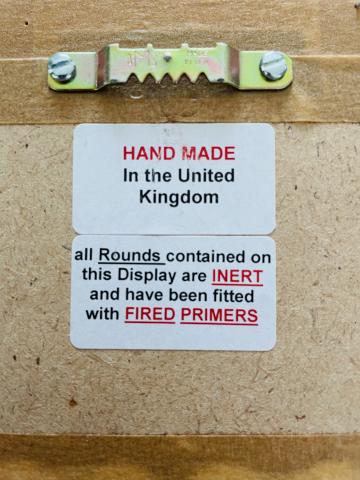 HAND MADE
In the United
Kingdom
all Rounds contained on
this Display are INERT
and have been fitted
with FIRED PRIMERS